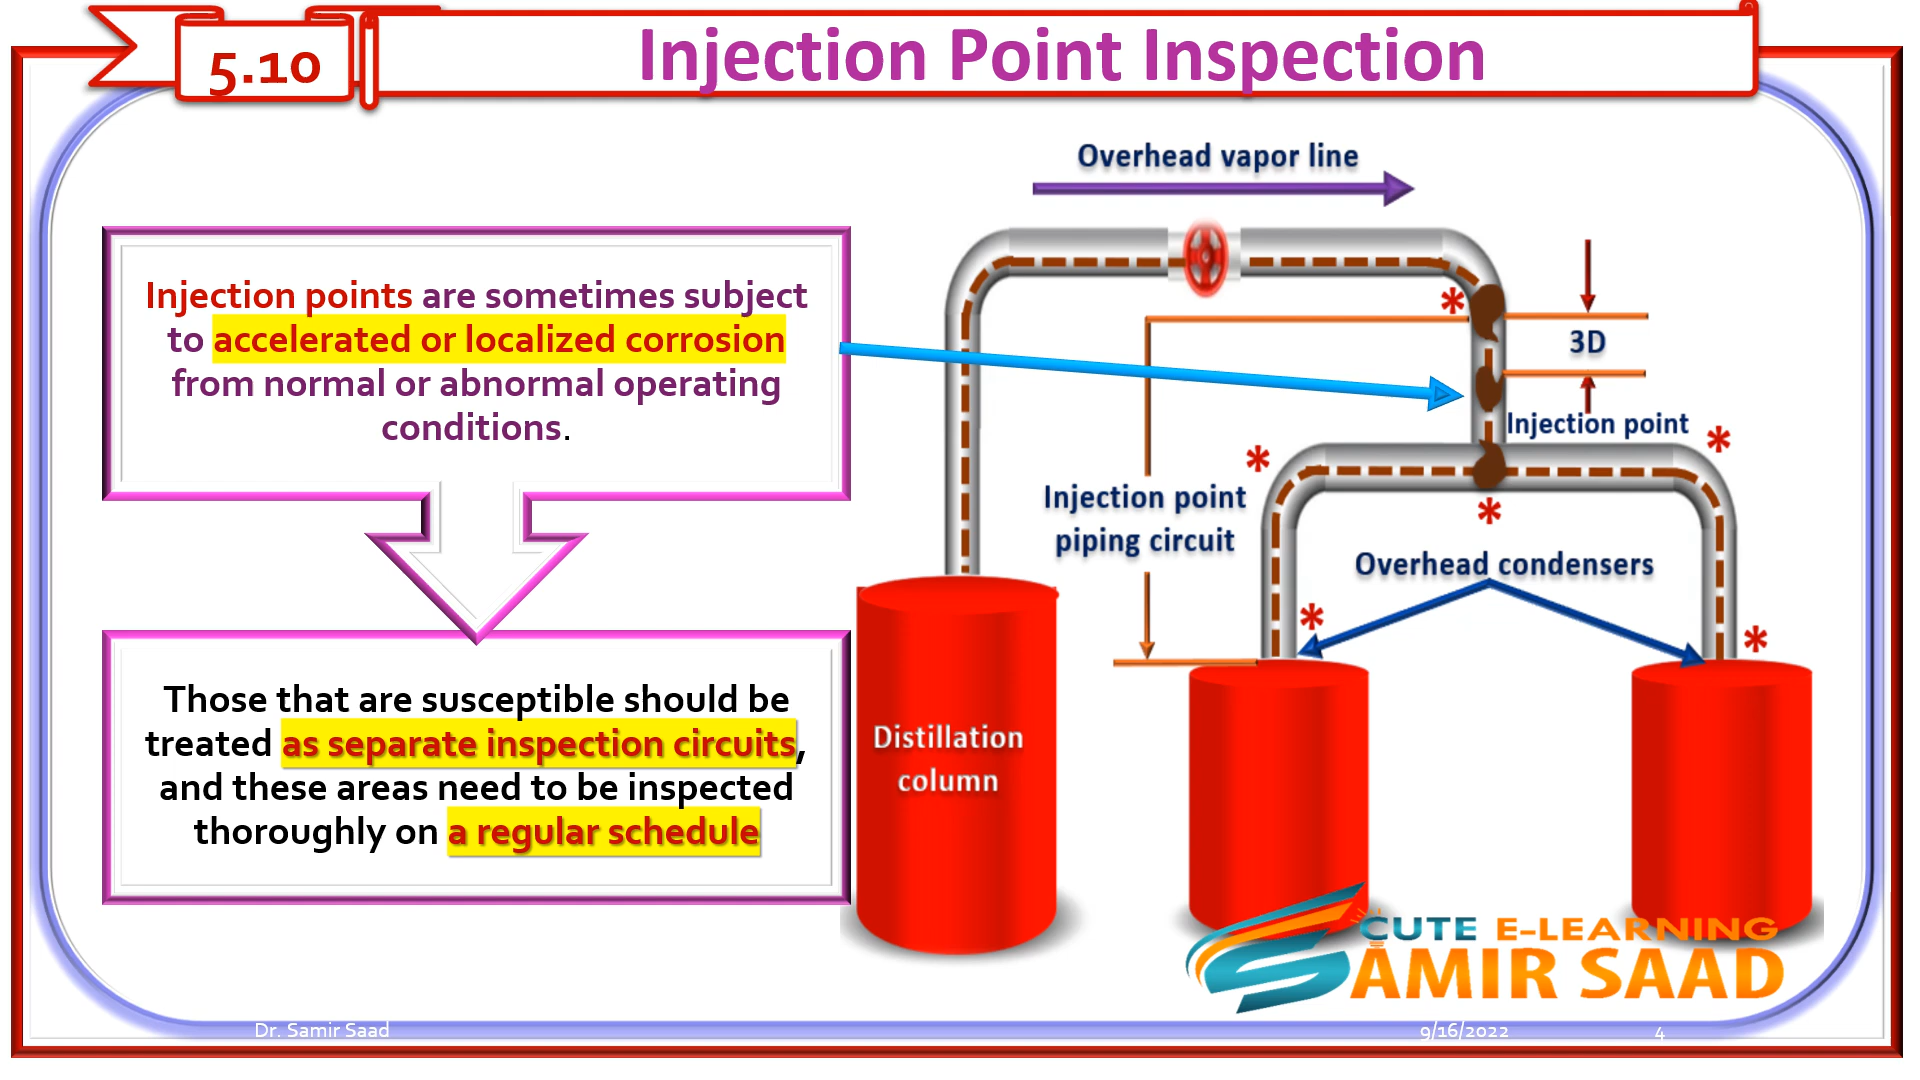 5.10
Injection Point Inspection
Injection points are sometimes subject
to accelerated or localized corrosion
from normal or abnormal operating
conditions.
Those that are susceptible should be
treated as separate inspection circuits,
and these areas need to be inspected
thoroughly on a regular schedule
Overhead vapor line
*
3D
Injection point
*
*
Injection point
piping circuit
*
Overhead condensers
*
*
Distillation
column
CUTE E-LEARNING
SAMIR SAAD
Dr. Samir Saad
9/16/2022
4